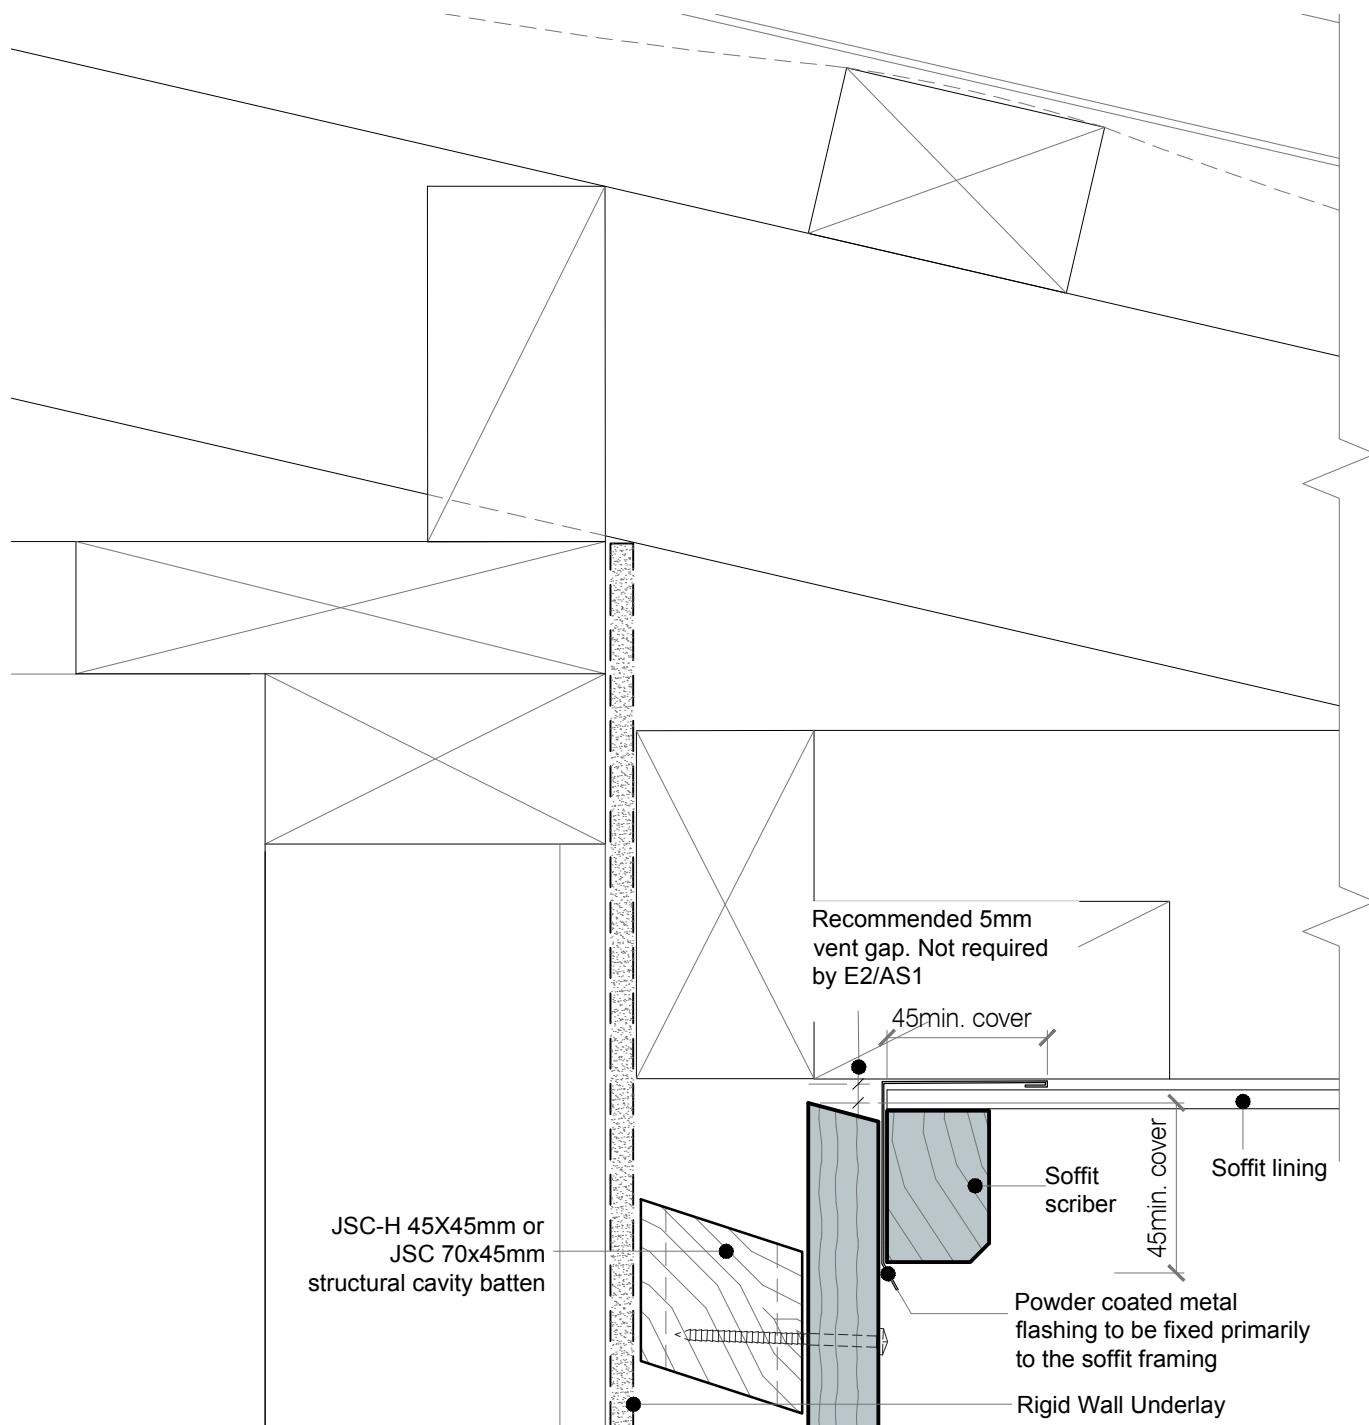 Recommended 5mm
vent gap. Not required
by E2/AS1
45min. cover
45min. cover
Soffit lining
Soffit
scriber
JSC-H 45X45mm or
JSC 70x45mm
structural cavity batten
Powder coated metal
flashing to be fixed primarily
to the soffit framing
Rigid Wall Underlay